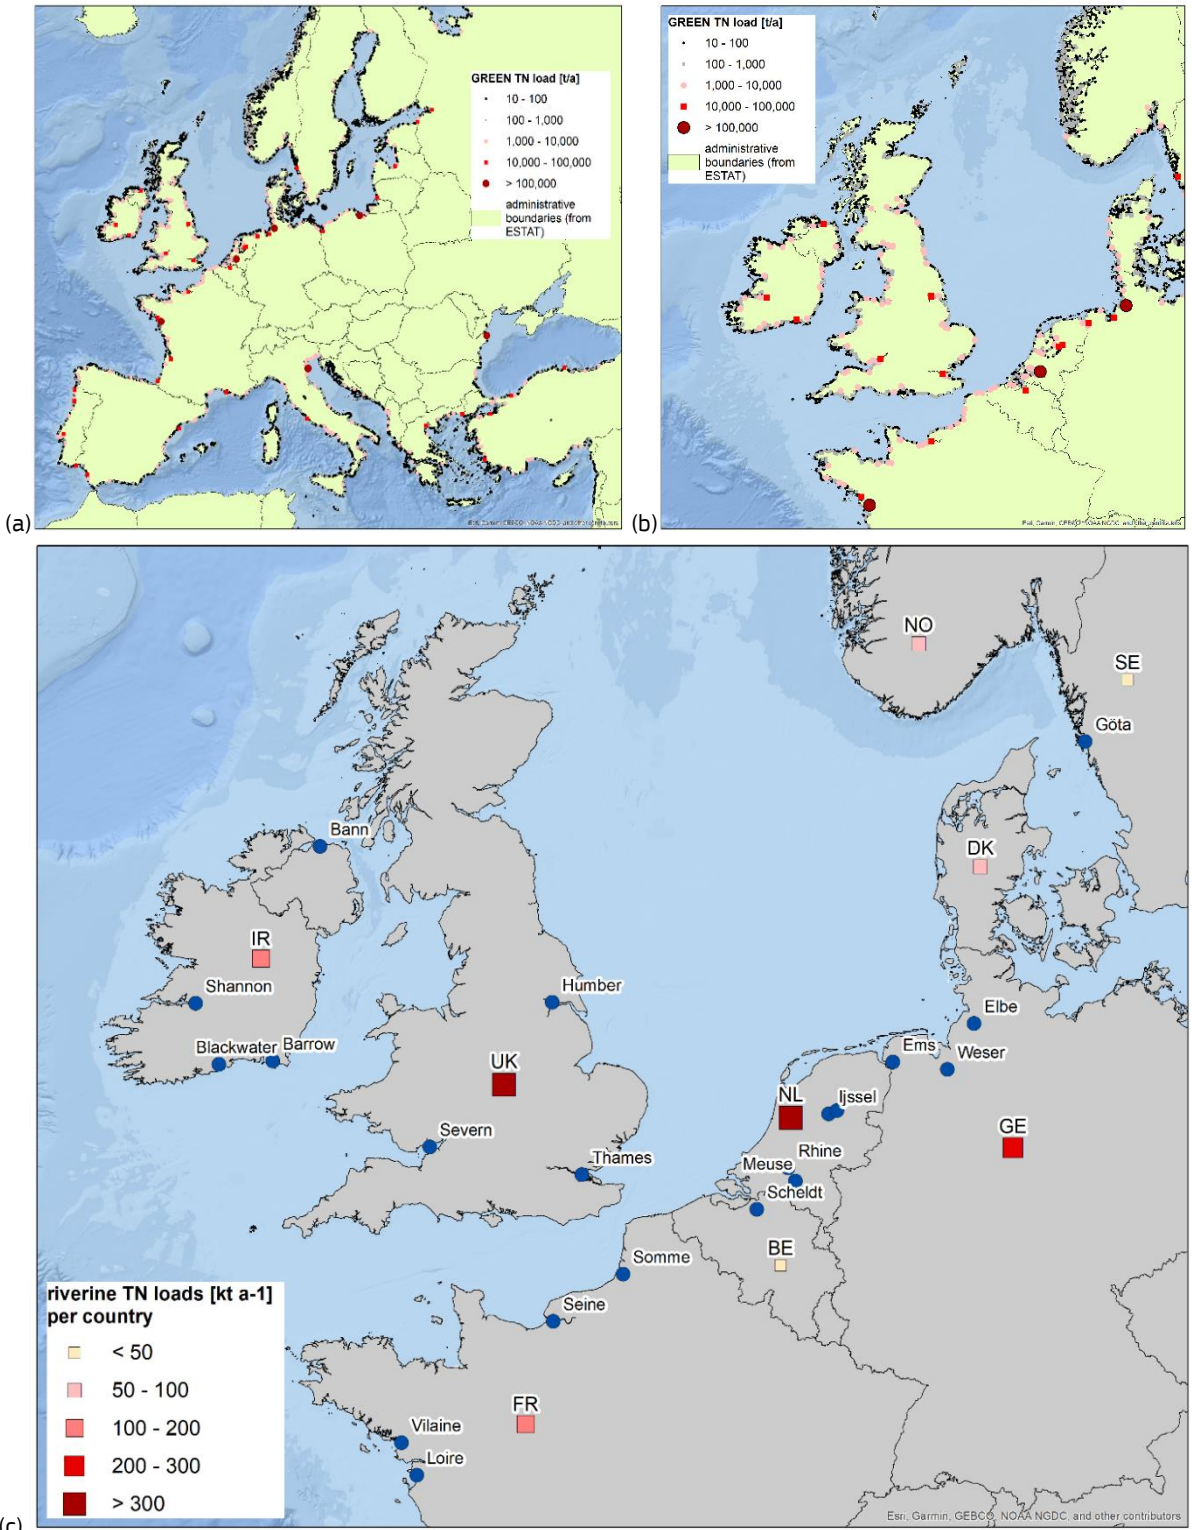 GREEN TN load [t/a]
10 - 100
100 - 1,000
1,000 - 10,000
10,000 - 100,000
> 100,000
administrative
boundaries (from
ESTAT)
(a)
GREEN TN load [t/a]
10 - 100
100 - 1,000
1,000 - 10,000
10,000 - 100,000
> 100,000
administrative
boundaries (from
ESTAT)
(b)
NO
SE
Göta
Bann
DK
IR
Shannon
Humber
Elbe
Blackwater
Barrow
Ems
Weser
UK
NL
Ijssel
GE
Severn
Thames
Rhine
Meuse
Scheldt
BE
Somme
Seine
FR
Vilaine
Loire
riverine TN loads [kt a-1]
per country
< 50
50 - 100
100 - 200
200 - 300
> 300
Esri, Garmin, GEBCO, NOAA NGDC, and other contributors
(c)